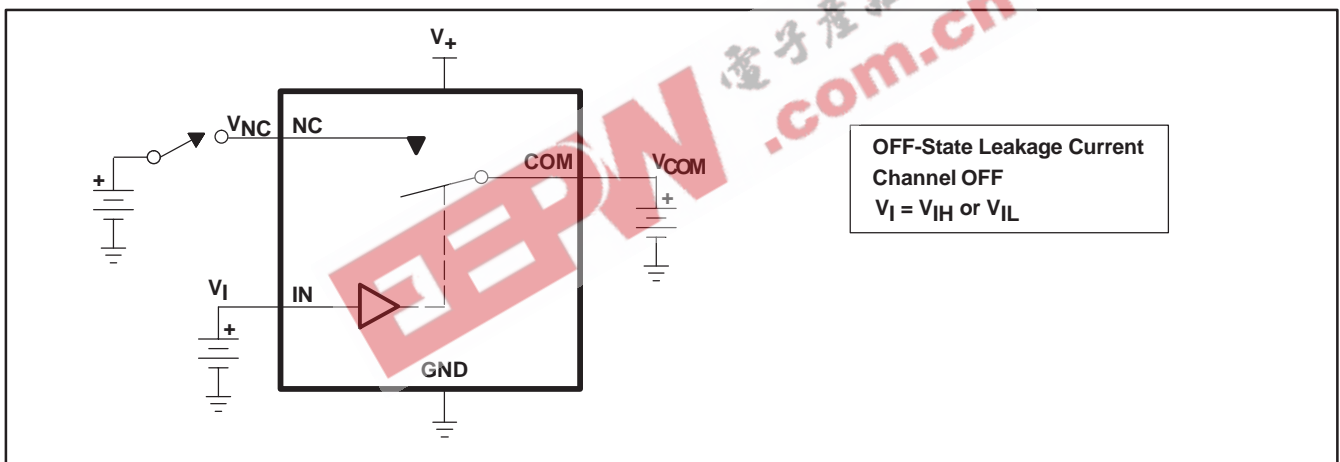 V+
VNC NC
COM VCOM
+
+
VI IN
+
GND
OFF-State Leakage Current
Channel OFF
VI = VIH or VIL
EEPW
.com.cn